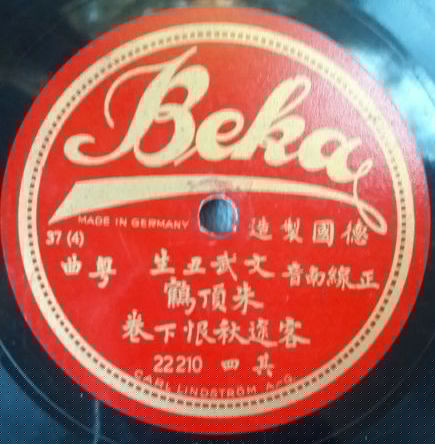 Beka
MADE IN GERMANY
德國製造
37 (4)
正線南音 文武丑生 粵曲
朱頂鶴
客途秋恨下卷
其四 22210
CARL LINDSTRÖM A.G.